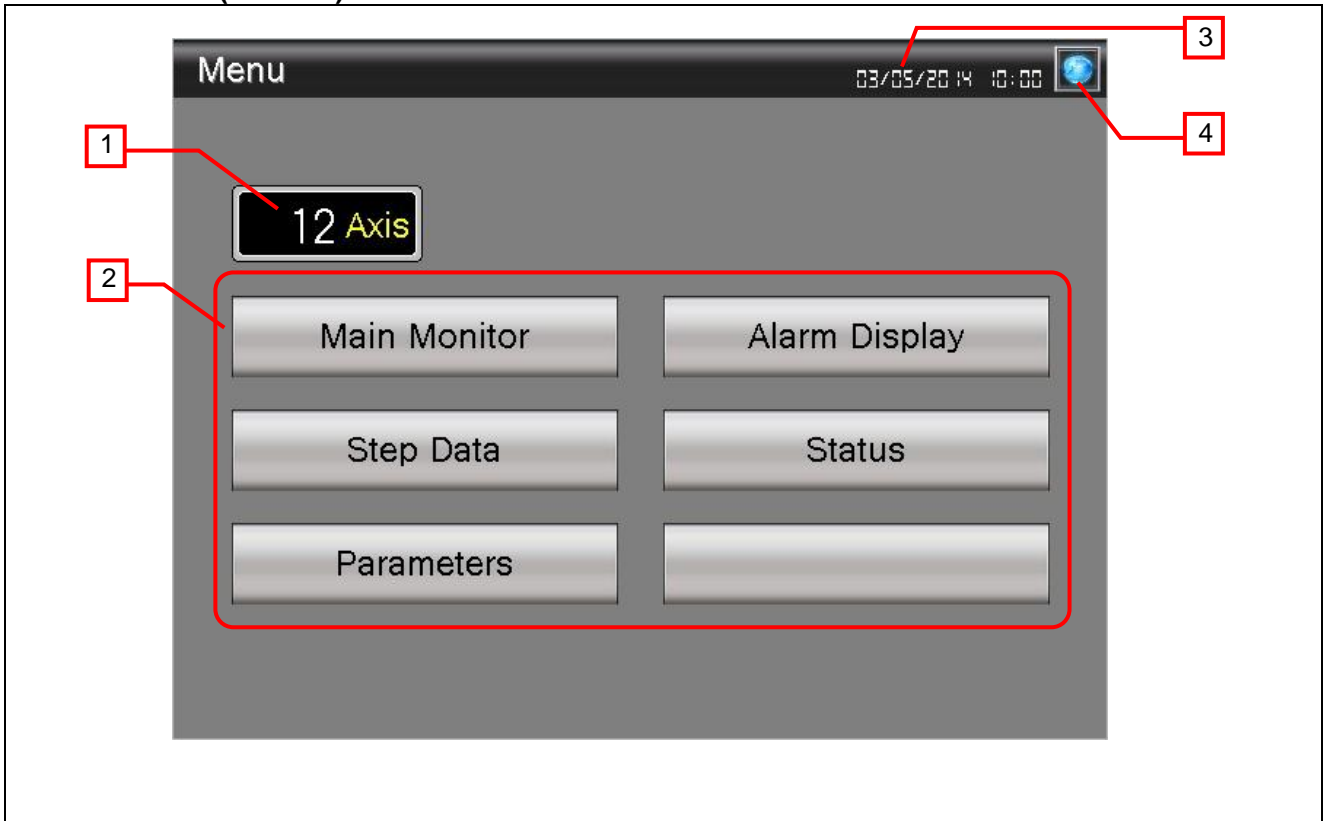 3
Menu
03/05/2014 10:00
1
4
12 Axis
2
Main Monitor
Alarm Display
Step Data
Status
Parameters